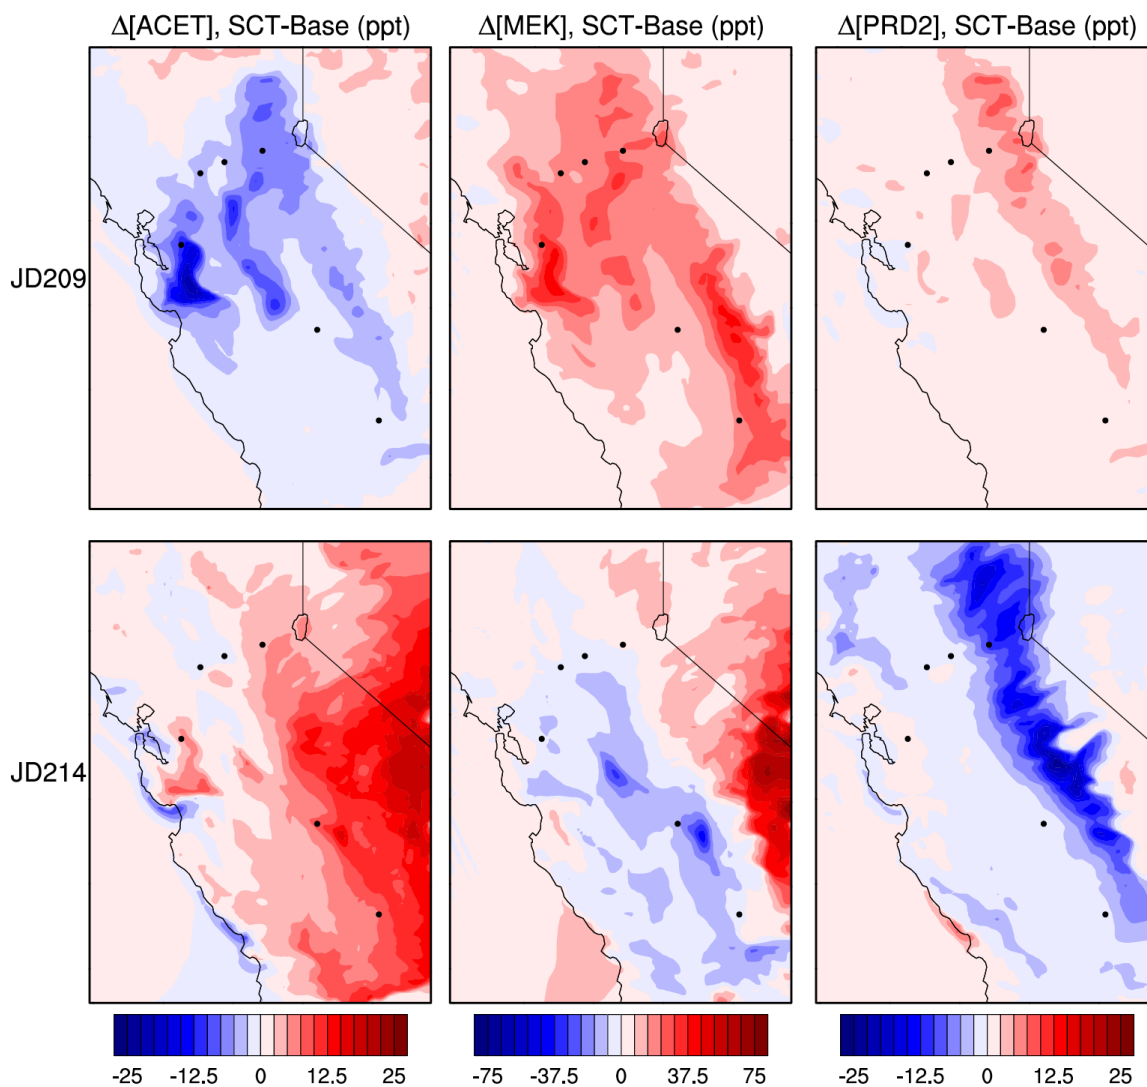 Δ[ACET], SCT-Base (ppt) Δ[MEK], SCT-Base (ppt) Δ[PRD2], SCT-Base (ppt)
JD209
JD214
-25 -12.5 0 12.5 25 -75 -37.5 0 37.5 75 -25 -12.5 0 12.5 25